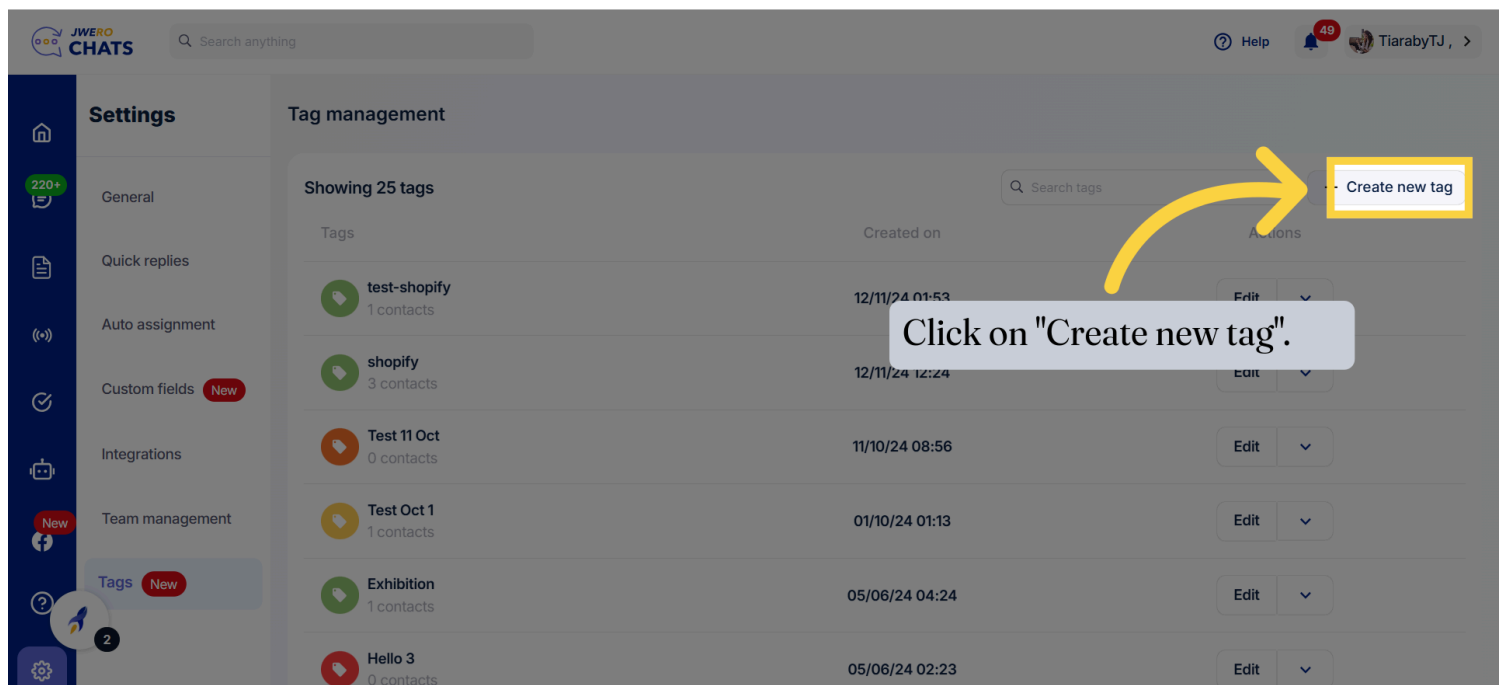 JWERO
CHATS
Search anything
Help
49
TiarabyTJ ,
Settings
Tag management
220+
General
Quick replies
Auto assignment
Custom fields New
Integrations
Team management
New
Tags New
2
Showing 25 tags
Search tags
+ Create new tag
Tags Created on Actions
test-shopify
1 contacts
12/11/24 01:53
Edit
Click on "Create new tag".
shopify
3 contacts
12/11/24 12:24
Edit
Test 11 Oct
0 contacts
11/10/24 08:56
Edit
Test Oct 1
1 contacts
01/10/24 01:13
Edit
Exhibition
1 contacts
05/06/24 04:24
Edit
Hello 3
0 contacts
05/06/24 02:23
Edit